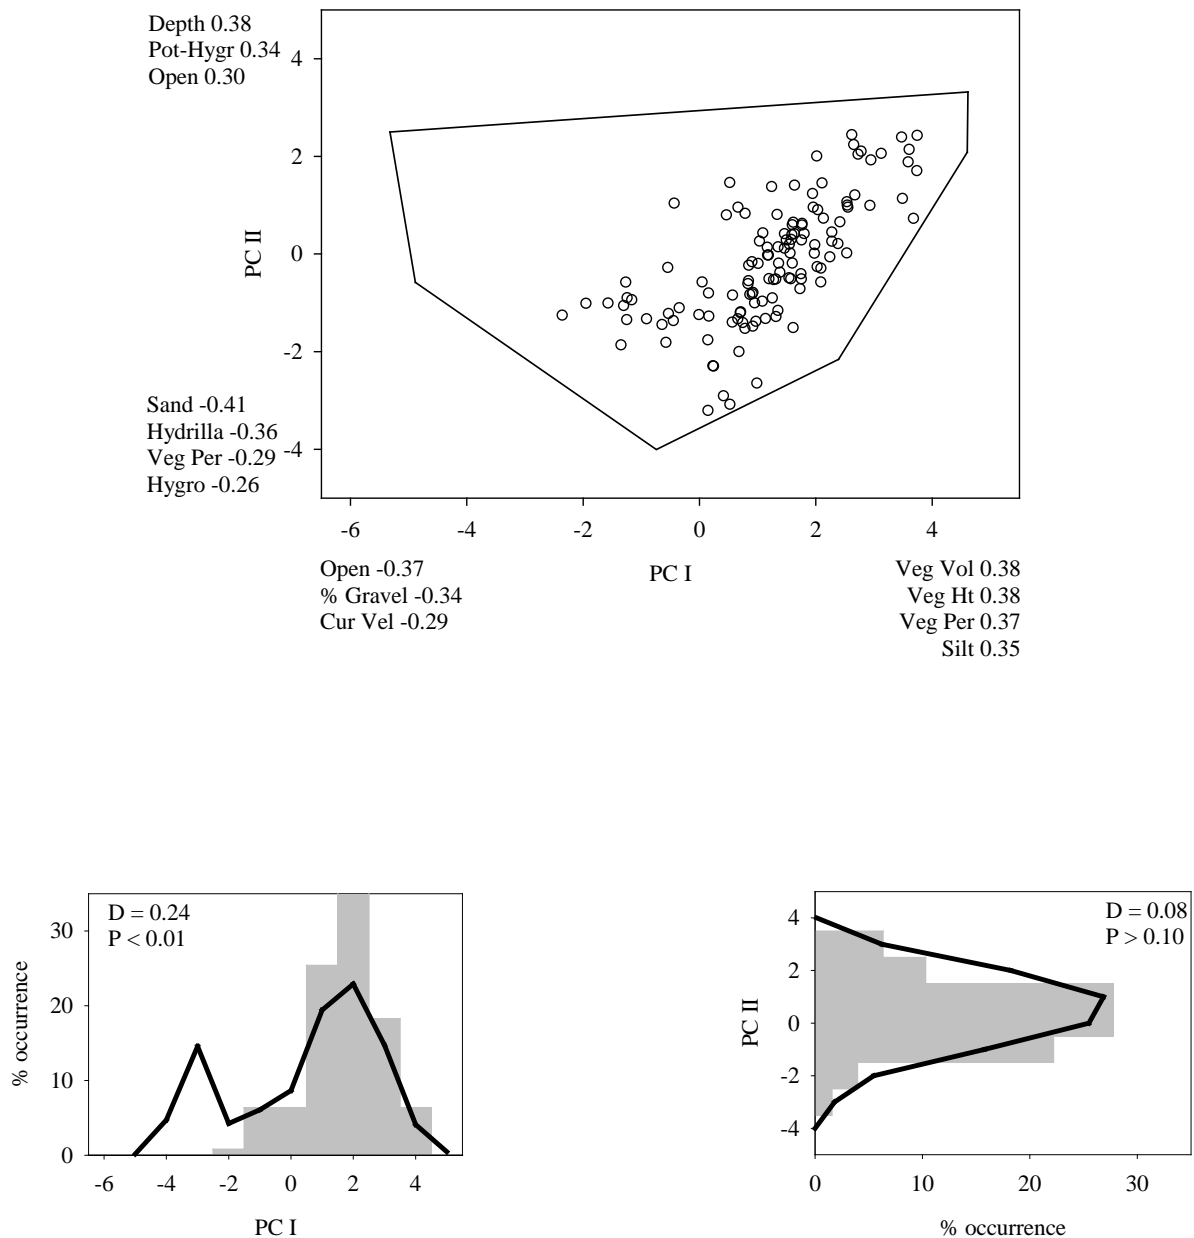 Depth 0.38
Pot-Hygr 0.34
Open 0.30
4
2
0
-2
-4
PC II
Sand -0.41
Hydrilla -0.36
Veg Per -0.29
Hygro -0.26
-6 -4 -2 0 2 4
PC I
Open -0.37
% Gravel -0.34
Cur Vel -0.29
Veg Vol 0.38
Veg Ht 0.38
Veg Per 0.37
Silt 0.35
D = 0.24
P < 0.01
30
20
10
0
% occurrence
-6 -4 -2 0 2 4
PC I
D = 0.08
P > 0.10
4
2
0
-2
-4
PC II
0 10 20 30
% occurrence